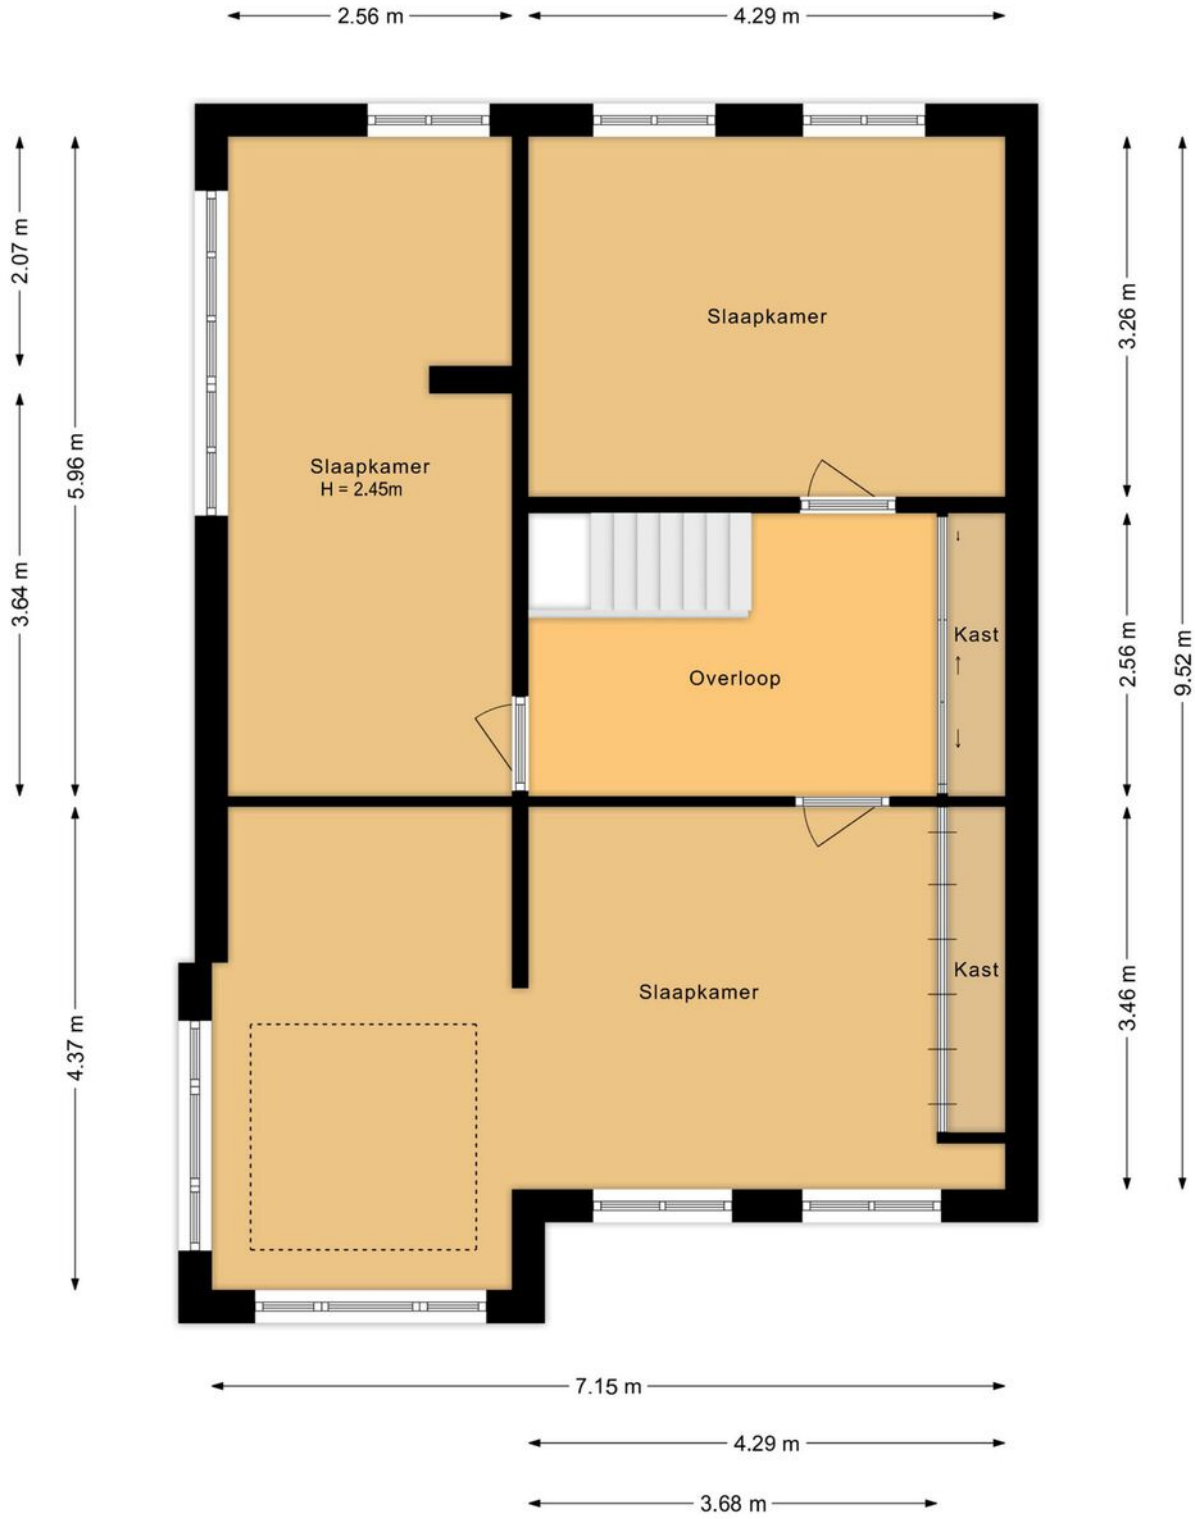 2.56 m
4.29 m
2.07 m
5.96 m
3.64 m
4.37 m
Slaapkamer
Slaapkamer
H = 2.45m
Kast
Overloop
Kast
Slaapkamer
3.26 m
2.56 m
9.52 m
3.46 m
7.15 m
4.29 m
3.68 m